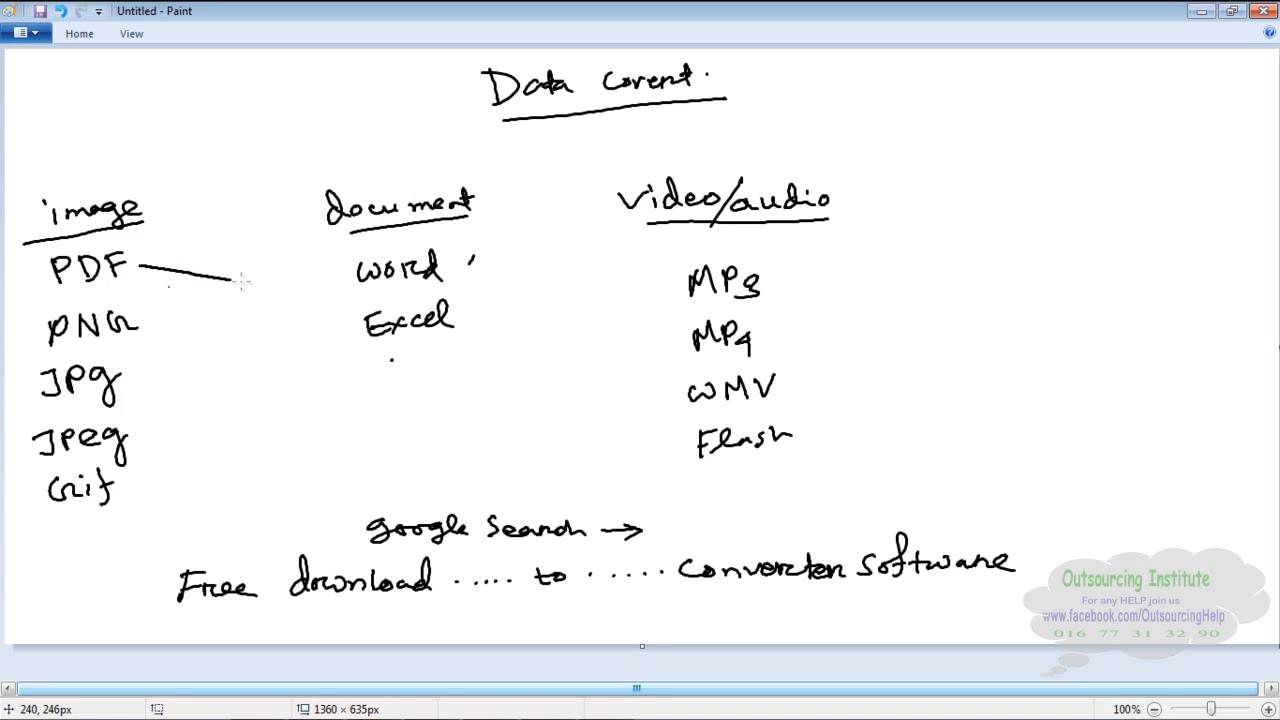 Untitled - Paint
Home View
Data Corent.
image document Video/audio
PDF Word MP3
PNG Excel MP4
JPg WMV
JPeg Flash
Gif
google Search →
Free download ..... to ...... Converter Software
Outsourcing Institute
For any HELP join us
www.facebook.com/OutsourcingHelp
016 77 31 32 90
240, 246px 1360 × 635px 100%